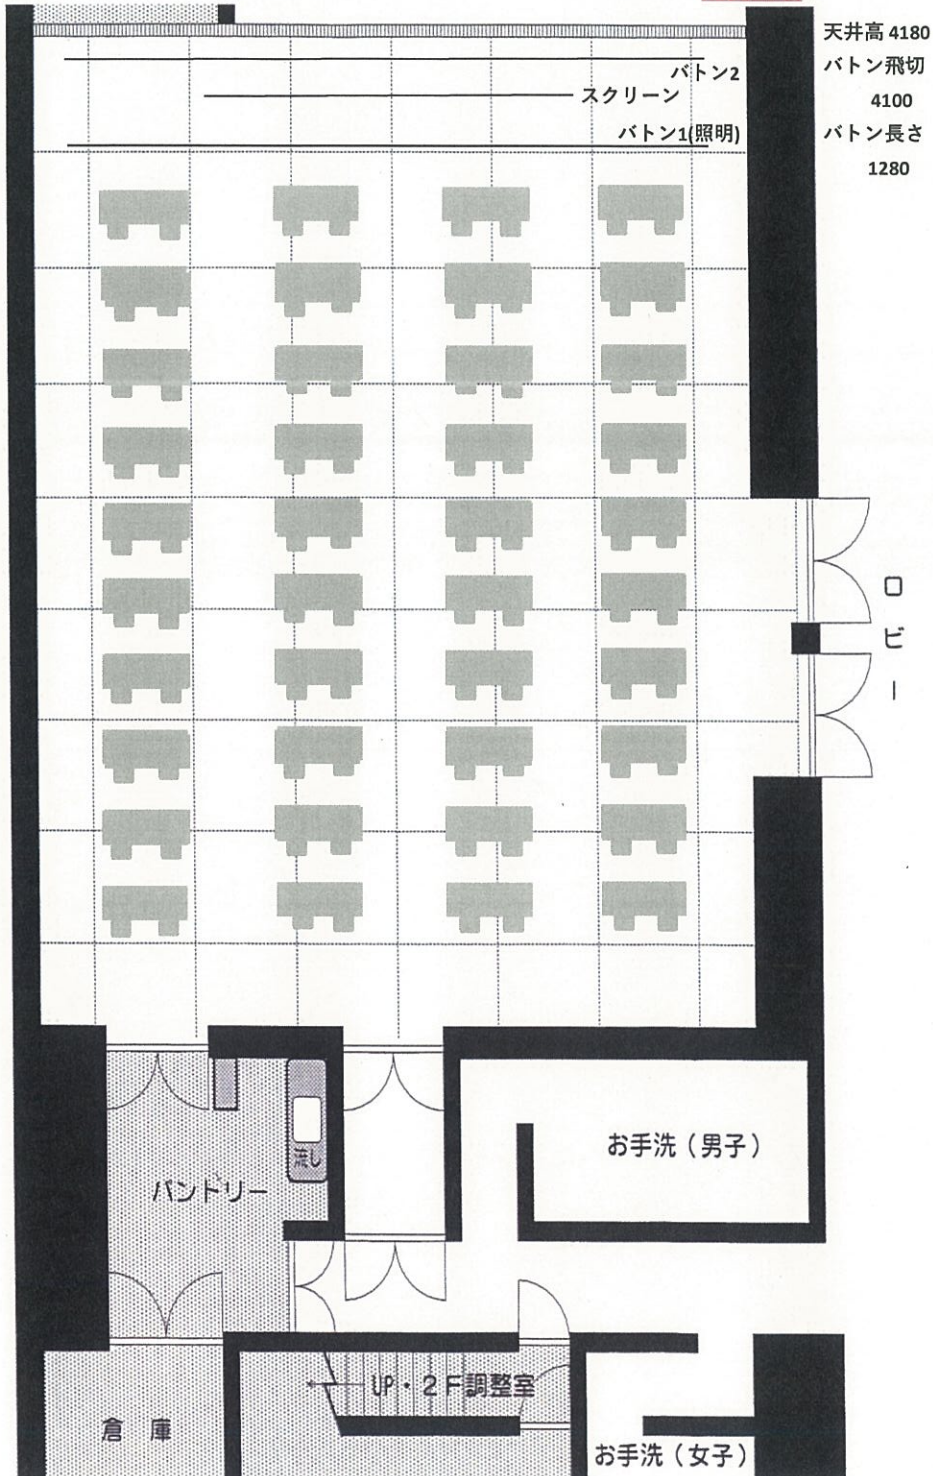 天井高 4180
バトン2
バトン飛切
スクリーン
4100
バトン1(照明)
バトン長さ
1280
ロビー
お手洗(男子)
流し
パントリー
UP・2F調整室
倉 庫
お手洗(女子)